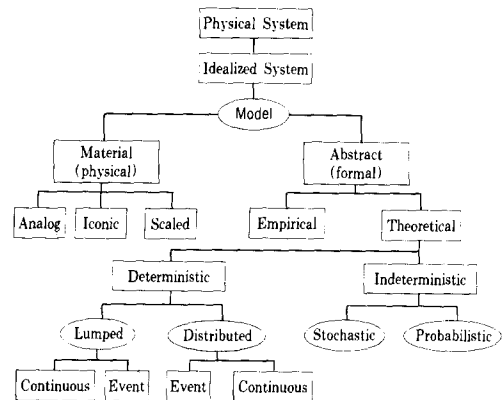 Physical System
Idealized System
Model
Material
(physical)
Abstract
(formal)
Analog
Iconic
Scaled
Empirical
Theoretical
Deterministic
Indeterministic
Lumped
Distributed
Stochastic
Probabilistic
Continuous
Event
Event
Continuous